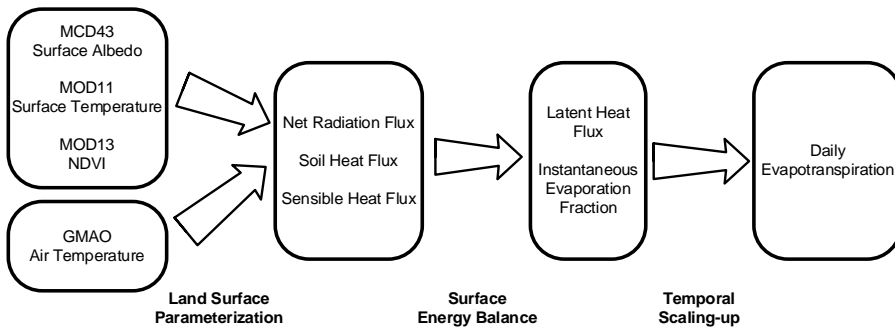 MCD43
Surface Albedo
MOD11
Surface Temperature
MOD13
NDVI
GMAO
Air Temperature
Net Radiation Flux
Soil Heat Flux
Sensible Heat Flux
Latent Heat
Flux
Instantaneous
Evaporation
Fraction
Daily
Evapotranspiration
Land Surface
Parameterization
Surface
Energy Balance
Temporal
Scaling-up